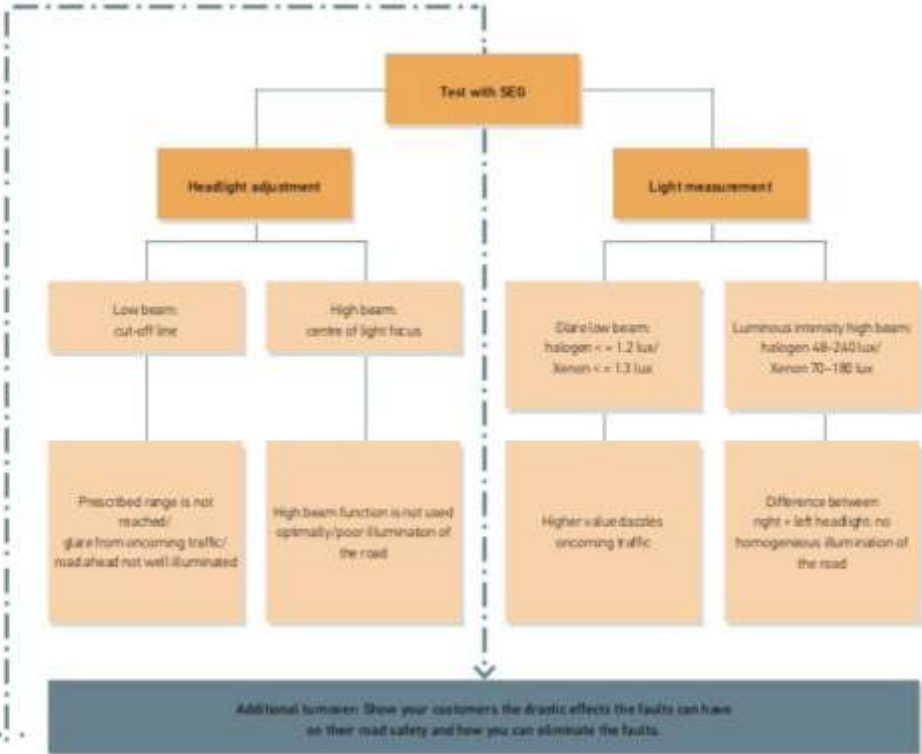 Test with SEG
Headlight adjustment
Light measurement
Low beam:
cut-off line
High beam:
centre of light focus
Glare low beam:
halogen < = 1.2 lux/
Xenon < = 1.3 lux
Luminous intensity high beam:
halogen 48–240 lux/
Xenon 70–180 lux
Prescribed range is not
reached/
glare from oncoming traffic/
road ahead not well illuminated
High beam function is not used
optimally/poor illumination of
the road
Higher value dazzles
oncoming traffic
Difference between
right + left headlight: no
homogeneous illumination of
the road
Additional turnover: Show your customers the drastic effects the faults can have
on their road safety and how you can eliminate the faults.